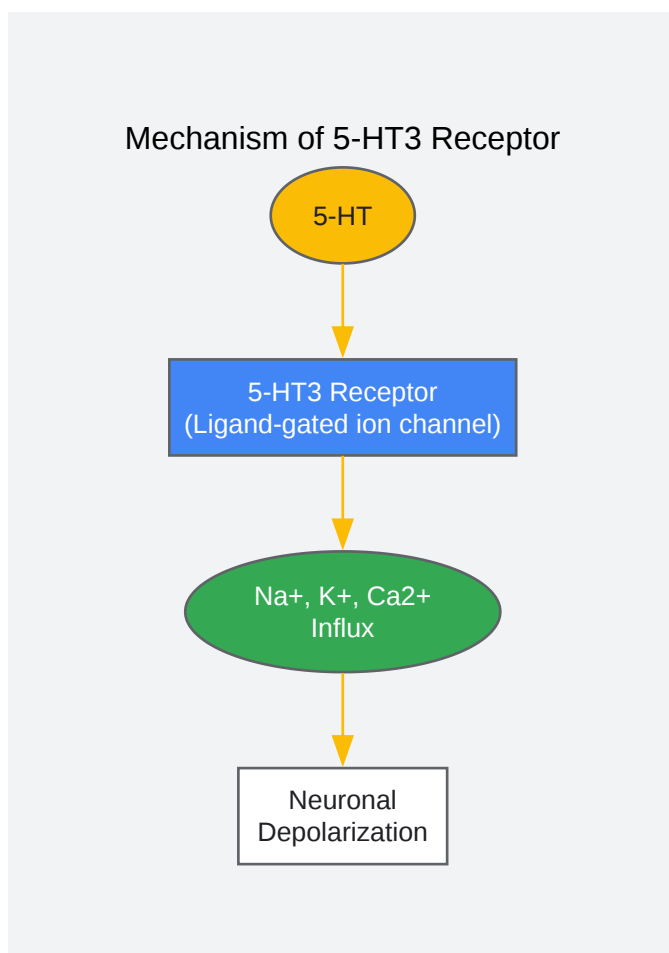 Mechanism of 5-HT3 Receptor
5-HT
5-HT3 Receptor
(Ligand-gated ion channel)
Na+, K+, Ca2+
Influx
Neuronal
Depolarization